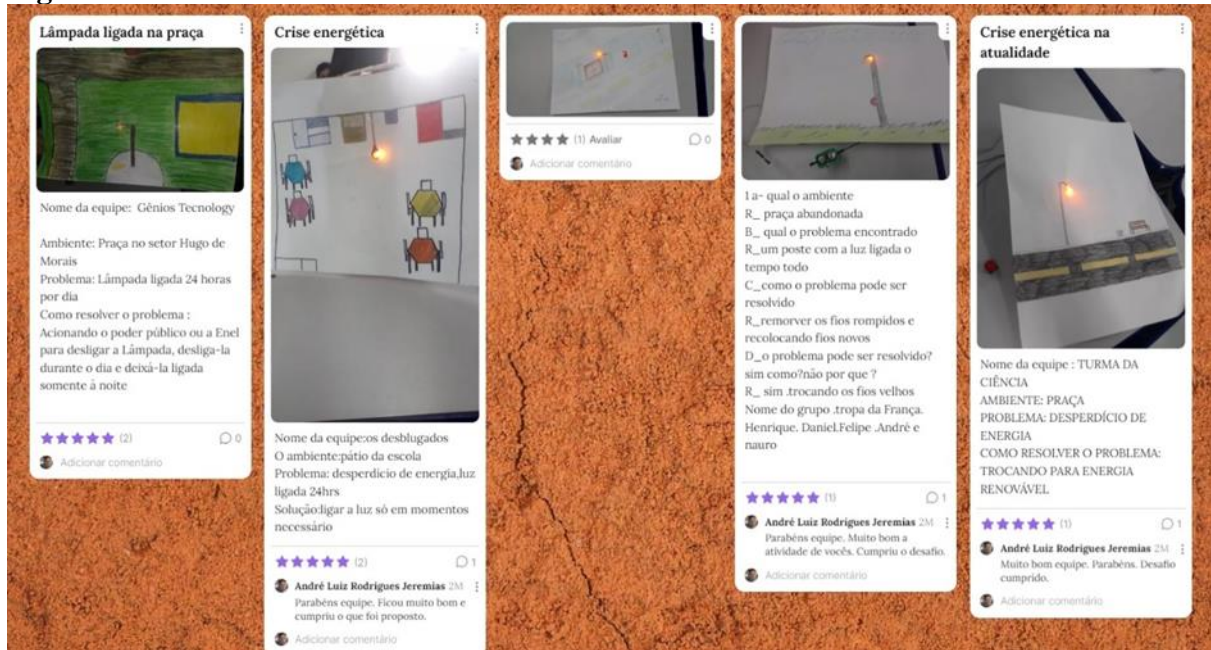 Lâmpada ligada na praça
Nome da equipe: Gênios Tecnology
Ambiente: Praça no setor Hugo de
Morais
Problema: Lâmpada ligada 24 horas
por dia
Como resolver o problema :
Acionando o poder público ou a Enel
para desligar a Lâmpada, desliga-la
durante o dia e deixá-la ligada
somente à noite
(2)
0
Adicionar comentário
Crise energética
Nome da equipe:os desblugados
O ambiente:pátio da escola
Problema: desperdicio de energia,luz
ligada 24hrs
Solução:ligar a luz só em momentos
necessário
(2)
1
André Luiz Rodrigues Jeremias 2M
Parabéns equipe. Ficou muito bom e
cumpriu o que foi proposto.
Adicionar comentário
(1) Avaliar
0
Adicionar comentário
1 a- qual o ambiente
R_ praça abandonada
B_ qual o problema encontrado
R_um poste com a luz ligada o
tempo todo
C_como o problema pode ser
resolvido
R_remorver os fios rompidos e
recolocando fios novos
D_o problema pode ser resolvido?
sim como?não por que ?
R_ sim .trocando os fios velhos
Nome do grupo .tropa da França.
Henrique. Daniel.Felipe .André e
nauro
(1)
1
André Luiz Rodrigues Jeremias 2M
Parabéns equipe. Muito bom a
atividade de vocês. Cumpriu o desafio.
Adicionar comentário
Crise energética na
atualidade
Nome da equipe : TURMA DA
CIÊNCIA
AMBIENTE: PRAÇA
PROBLEMA: DESPERDÍCIO DE
ENERGIA
COMO RESOLVER O PROBLEMA:
TROCANDO PARA ENERGIA
RENOVÁVEL
(1)
1
André Luiz Rodrigues Jeremias 2M
Muito bom equipe. Parabéns. Desafio
cumprido.
Adicionar comentário